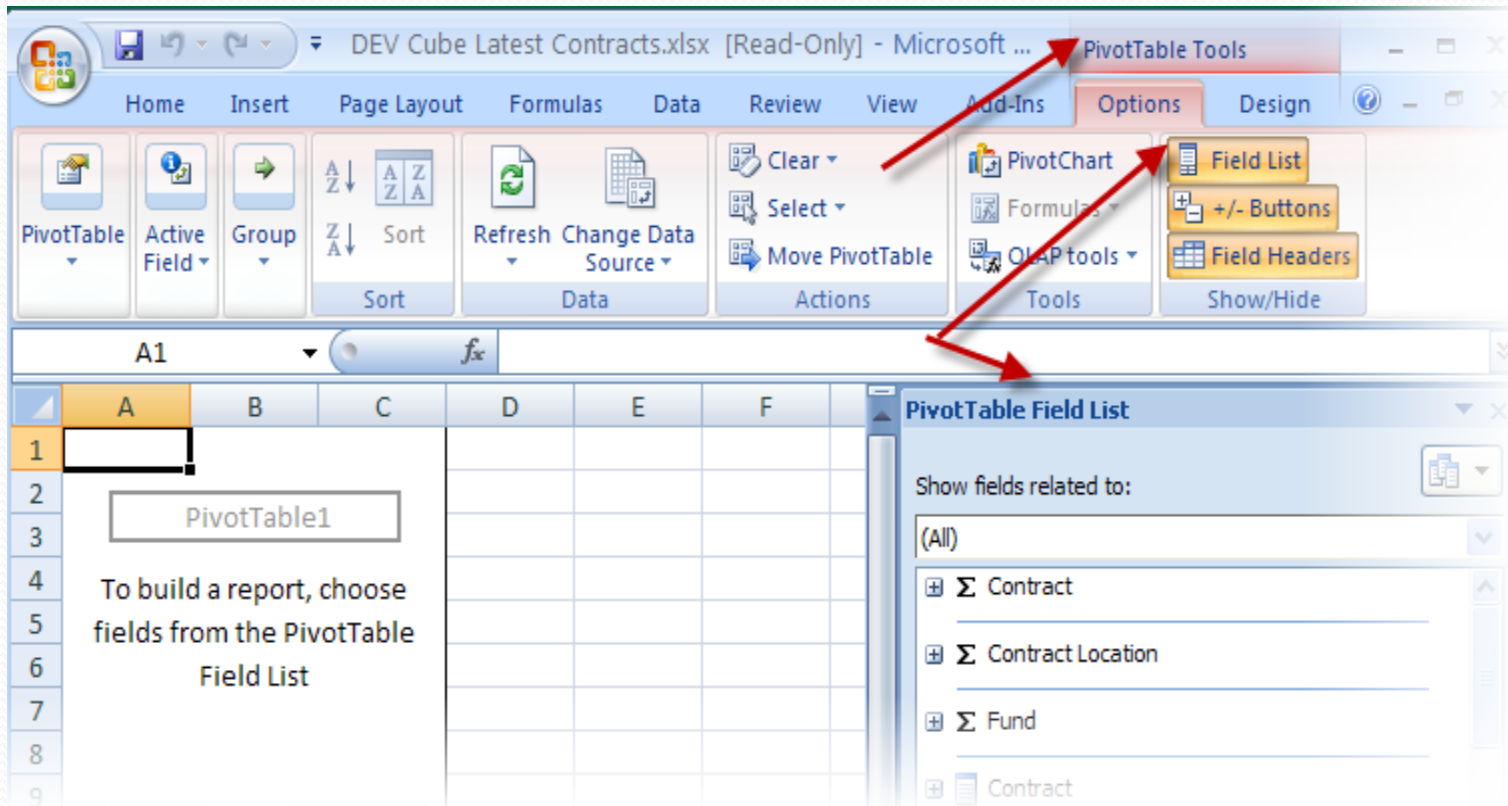 DEV Cube Latest Contracts.xlsx [Read-Only] - Microsoft ...
PivotTable Tools
Home Insert Page Layout Formulas Data Review View Add-Ins Options Design
PivotTable
Active Field
Group
A Z
Z A
A Z
Z A
Sort
Sort
Refresh
Change Data Source
Data
Clear
Select
Move PivotTable
Actions
PivotChart
Formulas
OLAP tools
Tools
Field List
+/- Buttons
Field Headers
Show/Hide
A1
fx
A B C D E F
1
2
3
4
5
6
7
8
9
PivotTable1
To build a report, choose
fields from the PivotTable
Field List
PivotTable Field List
Show fields related to:
(All)
Σ Contract
Σ Contract Location
Σ Fund
Contract